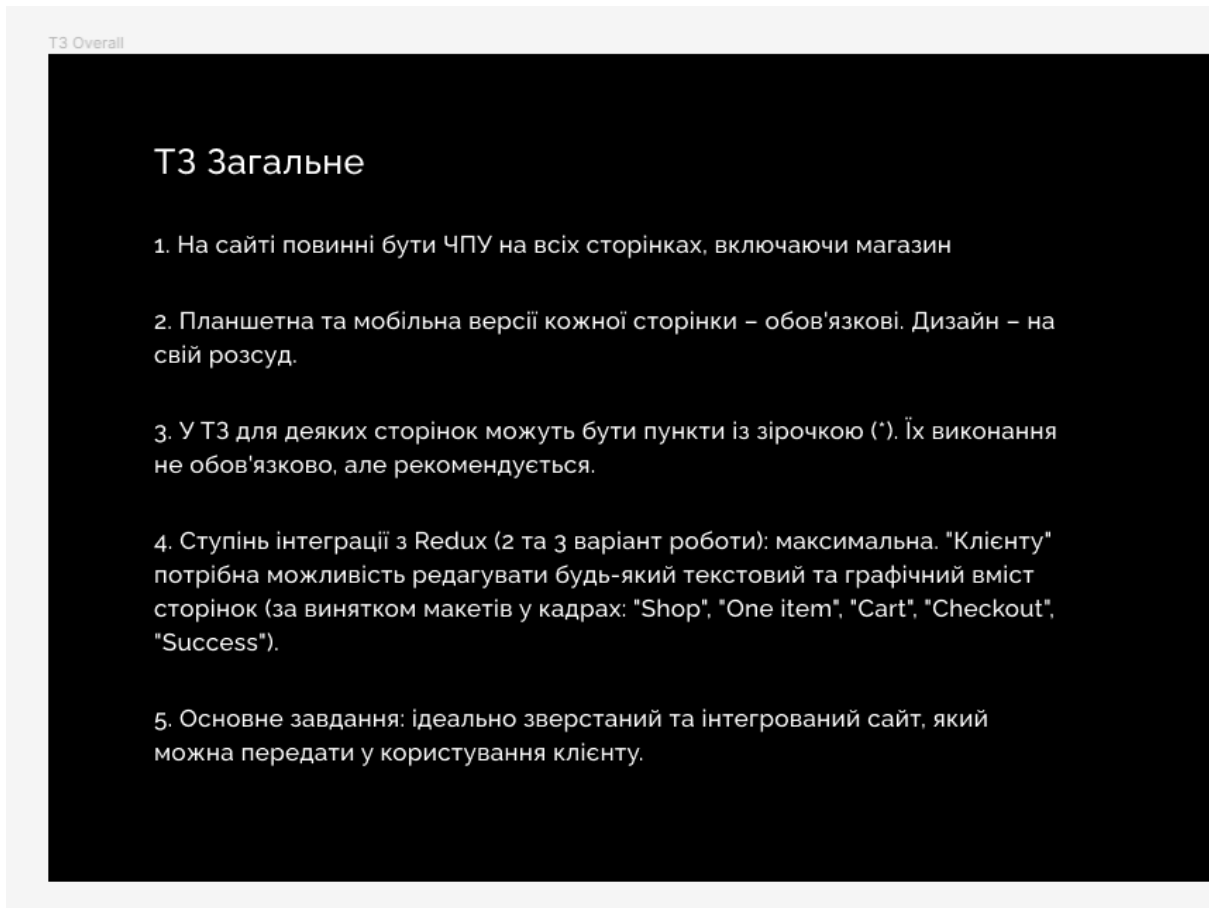 ТЗ Overall
ТЗ Загальне
1. На сайті повинні бути ЧПУ на всіх сторінках, включаючи магазин
2. Планшетна та мобільна версії кожної сторінки – обов'язкові. Дизайн – на
свій розсуд.
3. У ТЗ для деяких сторінок можуть бути пункти із зірочкою (*). Їх виконання
не обов'язково, але рекомендується.
4. Ступінь інтеграції з Redux (2 та 3 варіант роботи): максимальна. "Клієнту"
потрібна можливість редагувати будь-який текстовий та графічний вміст
сторінок (за винятком макетів у кадрах: "Shop", "One item", "Cart", "Checkout",
"Success").
5. Основне завдання: ідеально зверстаний та інтегрований сайт, який
можна передати у користування клієнту.